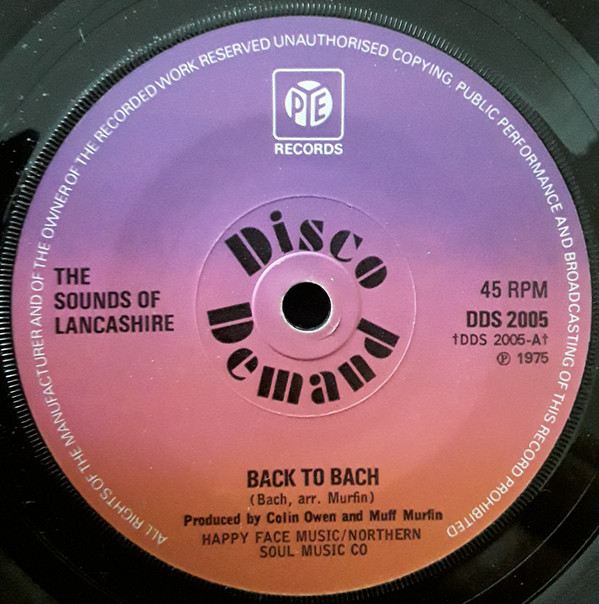 ALL RIGHTS OF THE MANUFACTURER AND OF THE OWNER OF THE RECORDED WORK RESERVED UNAUTHORISED COPYING, PUBLIC PERFORMANCE AND BROADCASTING OF THIS RECORD PROHIBITED
PYE
RECORDS
Disco
Demand
THE
SOUNDS OF
LANCASHIRE
45 RPM
DDS 2005
†DDS 2005-A†
℗ 1975
BACK TO BACH
(Bach, arr. Murfin)
Produced by Colin Owen and Muff Murfin
HAPPY FACE MUSIC/NORTHERN
SOUL MUSIC CO